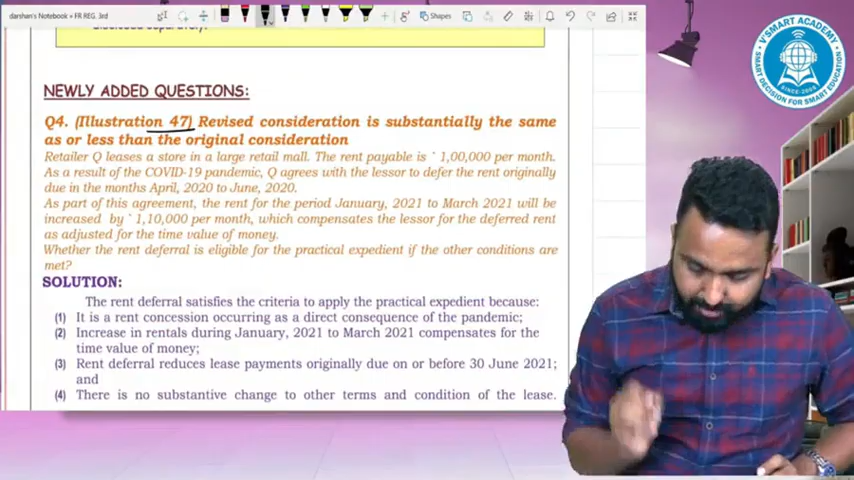 darshan's Notebook » FR REG .lrd
Shapes
NEWLY ADDED QUESTIONS:
Q4. (Illustration 47) Revised consideration is substantially the same
as or less than the original consideration
Retailer Q leases a store in a large retail mall. The rent payable is ` 1,00,000 per month.
As a result of the COVID-19 pandemic, Q agrees with the lessor to defer the rent originally
due in the months April, 2020 to June, 2020.
As part of this agreement, the rent for the period January, 2021 to March 2021 will be
increased by ` 1,10,000 per month, which compensates the lessor for the deferred rent
as adjusted for the time value of money.
Whether the rent deferral is eligible for the practical expedient if the other conditions are
met?
SOLUTION:
The rent deferral satisfies the criteria to apply the practical expedient because:
(1) It is a rent concession occurring as a direct consequence of the pandemic;
(2) Increase in rentals during January, 2021 to March 2021 compensates for the
time value of money;
(3) Rent deferral reduces lease payments originally due on or before 30 June 2021;
and
(4) There is no substantive change to other terms and condition of the lease.
V'SMART ACADEMY
SMART DECISION FOR SMART EDUCATION